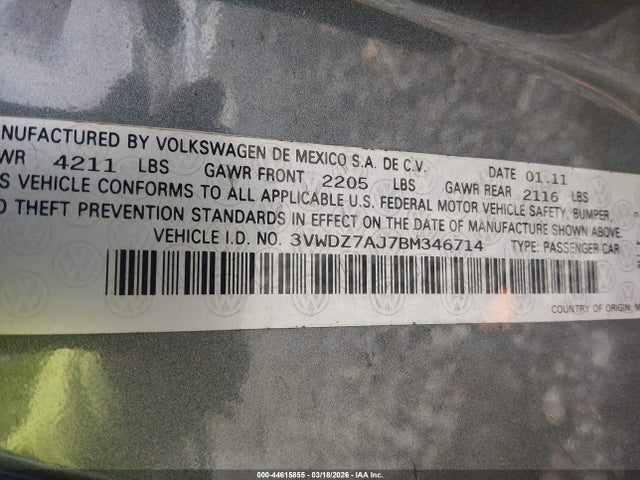 ANUFACTURED BY VOLKSWAGEN DE MEXICO S.A. DE C.V. DATE 01.11
WR 4211 LBS GAWR FRONT 2205 LBS GAWR REAR 2116 LBS
S VEHICLE CONFORMS TO ALL APPLICABLE U.S. FEDERAL MOTOR VEHICLE SAFETY, BUMPER,
D THEFT PREVENTION STANDARDS IN EFFECT ON THE DATE OF MANUFACTURE SHOWN ABOVE
VEHICLE I.D. NO. 3VWDZ7AJ7BM346714 TYPE: PASSENGER CAR
COUNTRY OF ORIGIN: M
000-44615855 | 03/18/2026 | IAA Inc.